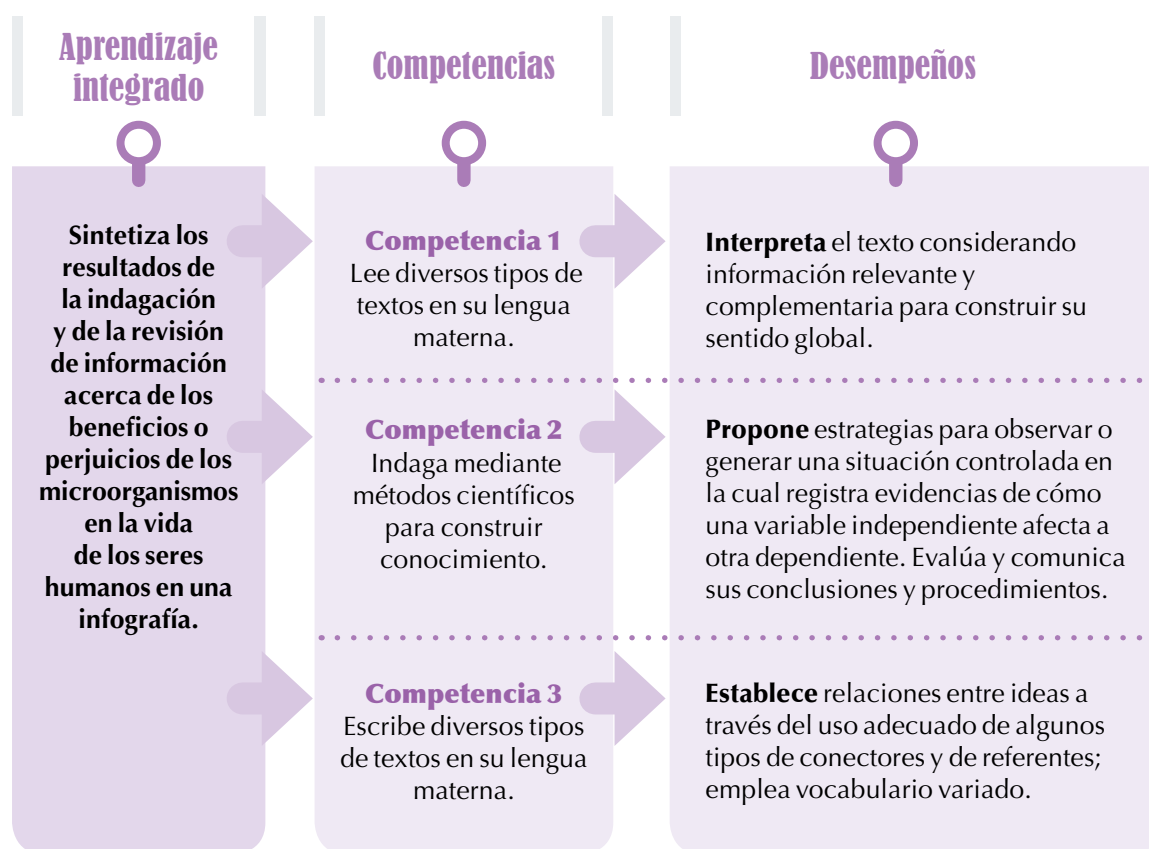 Aprendizaje
integrado
Competencias
Desempeños
Sintetiza los
resultados de
la indagación
y de la revisión
de información
acerca de los
beneficios o
perjuicios de los
microorganismos
en la vida
de los seres
humanos en una
infografía.
Competencia 1
Lee diversos tipos de
textos en su lengua
materna.
Interpreta el texto considerando
información relevante y
complementaria para construir su
sentido global.
Competencia 2
Indaga mediante
métodos científicos
para construir
conocimiento.
Propone estrategias para observar o
generar una situación controlada en
la cual registra evidencias de cómo
una variable independiente afecta a
otra dependiente. Evalúa y comunica
sus conclusiones y procedimientos.
Competencia 3
Escribe diversos tipos
de textos en su lengua
materna.
Establece relaciones entre ideas a
través del uso adecuado de algunos
tipos de conectores y de referentes;
emplea vocabulario variado.